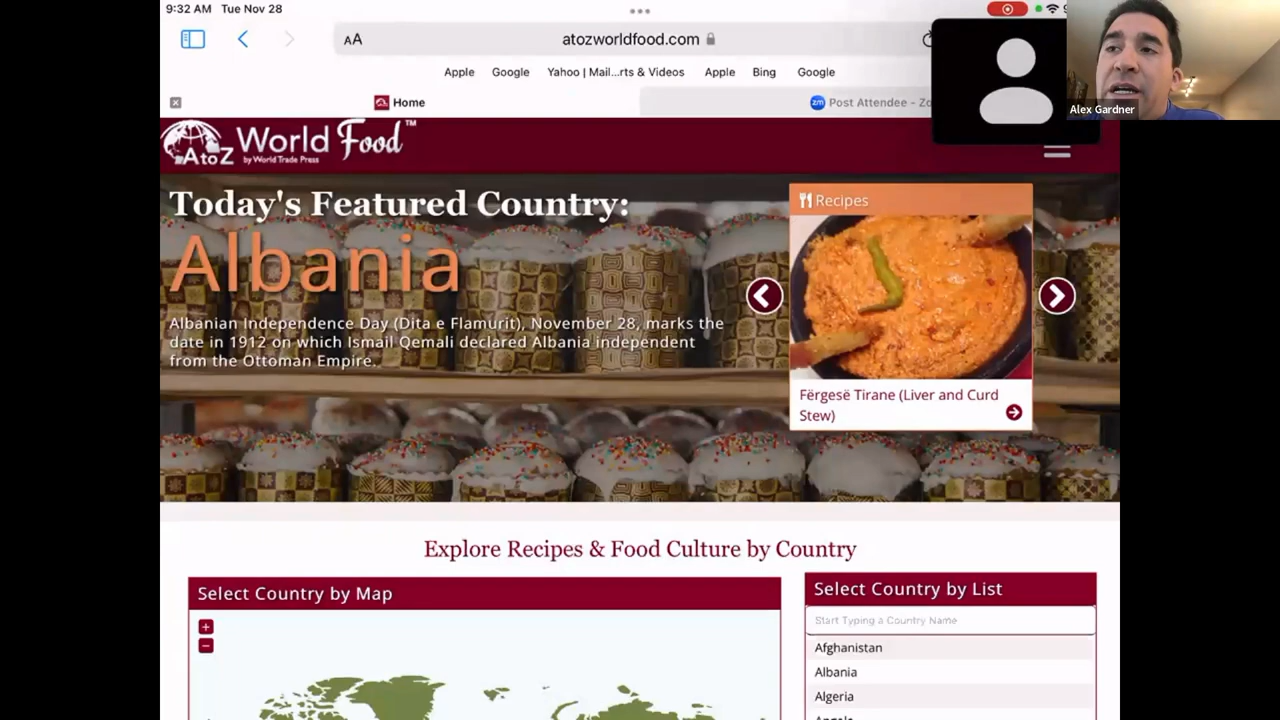 9:32 AM Tue Nov 28
AA
atozworldfood.com
Apple
Google
Yahoo | Mail...rts & Videos
Apple
Bing
Google
Home
zm Post Attendee - Zo
Alex Gardner
AtoZ World Food™
by World Trade Press
Today's Featured Country:
Albania
Albanian Independence Day (Dita e Flamurit), November 28, marks the
date in 1912 on which Ismail Qemali declared Albania independent
from the Ottoman Empire.
Recipes
Fërgesë Tirane (Liver and Curd
Stew)
Explore Recipes & Food Culture by Country
Select Country by Map
+
−
Select Country by List
Start Typing a Country Name
Afghanistan
Albania
Algeria